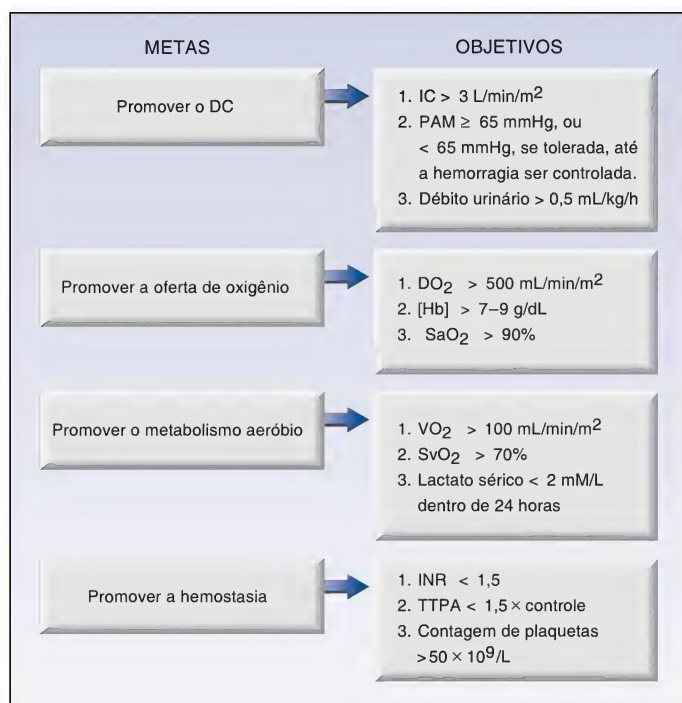 METAS
OBJETIVOS
Promover o DC
1. IC > 3 L/min/m²
2. PAM ≥ 65 mmHg, ou
< 65 mmHg, se tolerada, até
a hemorragia ser controlada.
3. Débito urinário > 0,5 mL/kg/h
Promover a oferta de oxigênio
1. DO₂ > 500 mL/min/m²
2. [Hb] > 7–9 g/dL
3. SaO₂ > 90%
Promover o metabolismo aeróbio
1. VO₂ > 100 mL/min/m²
2. SvO₂ > 70%
3. Lactato sérico < 2 mM/L
dentro de 24 horas
Promover a hemostasia
1. INR < 1,5
2. TTPA < 1,5 × controle
3. Contagem de plaquetas
>50 × 10⁹/L